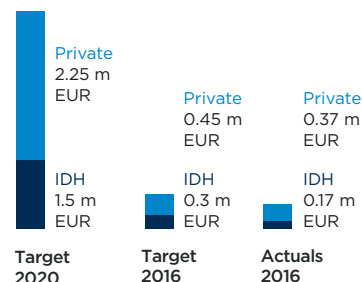 Private
2.25 m
EUR
IDH
1.5 m
EUR
Target
2020
Private
0.45 m
EUR
IDH
0.3 m
EUR
Target
2016
Private
0.37 m
EUR
IDH
0.17 m
EUR
Actuals
2016